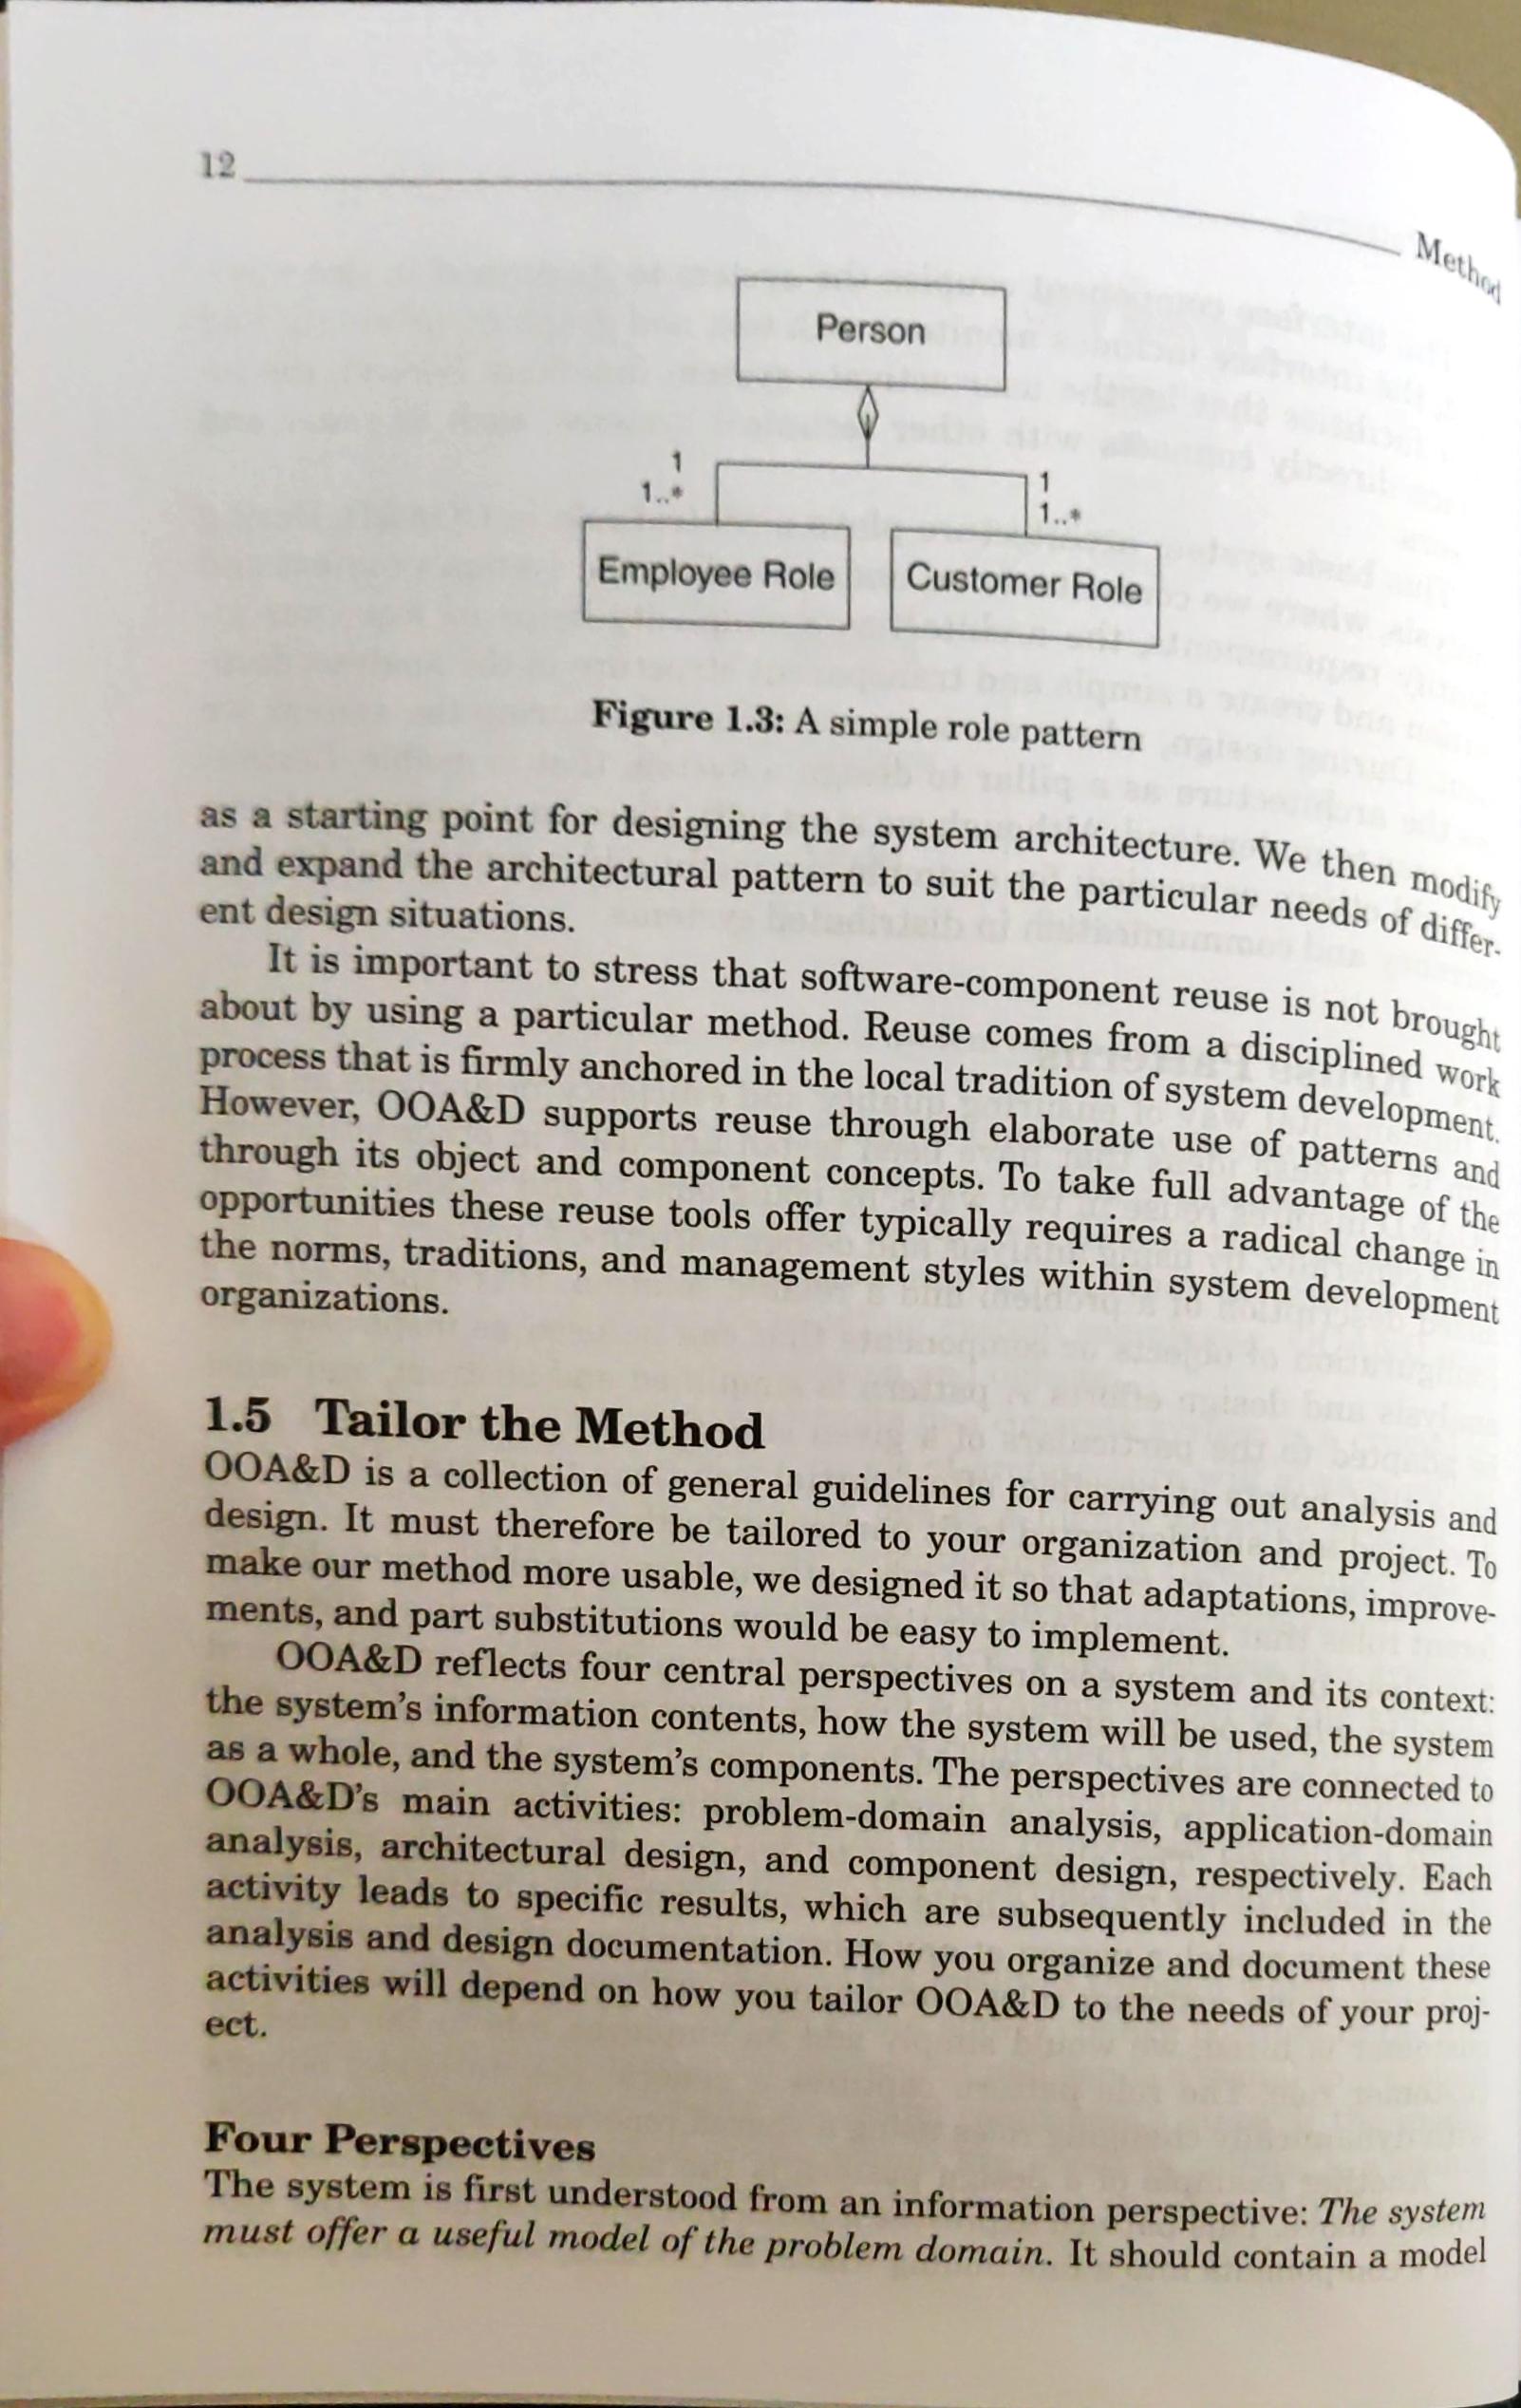 12
Method
Person
1
1..*
1
1..*
Employee Role
Customer Role
Figure 1.3: A simple role pattern
as a starting point for designing the system architecture. We then modify
and expand the architectural pattern to suit the particular needs of differ-
ent design situations.
It is important to stress that software-component reuse is not brought
about by using a particular method. Reuse comes from a disciplined work
process that is firmly anchored in the local tradition of system development.
However, OOA&D supports reuse through elaborate use of patterns and
through its object and component concepts. To take full advantage of the
opportunities these reuse tools offer typically requires a radical change in
the norms, traditions, and management styles within system development
organizations.
1.5 Tailor the Method
OOA&D is a collection of general guidelines for carrying out analysis and
design. It must therefore be tailored to your organization and project. To
make our method more usable, we designed it so that adaptations, improve-
ments, and part substitutions would be easy to implement.
OOA&D reflects four central perspectives on a system and its context:
the system's information contents, how the system will be used, the system
as a whole, and the system's components. The perspectives are connected to
OOA&D's main activities: problem-domain analysis, application-domain
analysis, architectural design, and component design, respectively. Each
activity leads to specific results, which are subsequently included in the
analysis and design documentation. How you organize and document these
activities will depend on how you tailor OOA&D to the needs of your proj-
ect.
Four Perspectives
The system is first understood from an information perspective: The system
must offer a useful model of the problem domain. It should contain a model